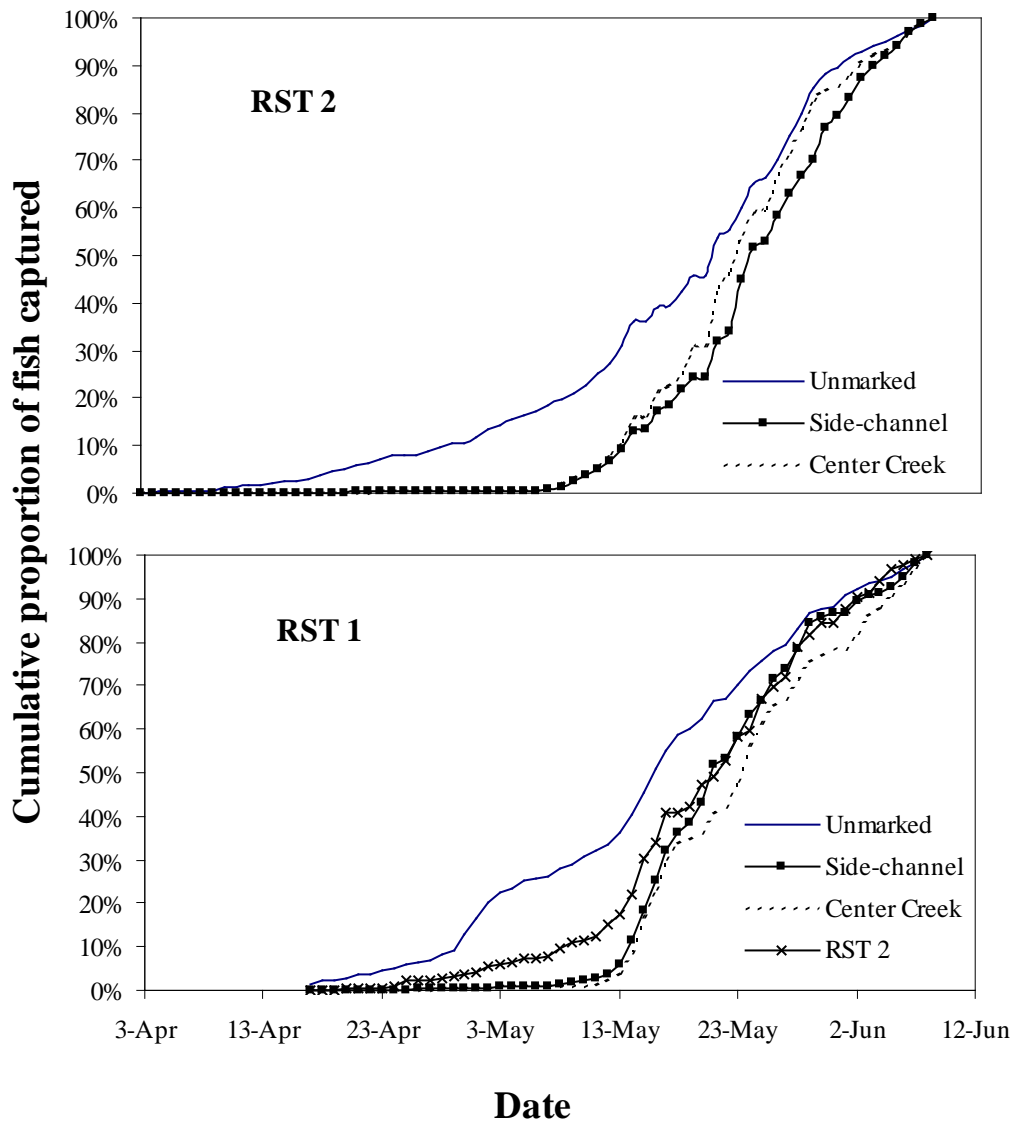 Cumulative proportion of fish captured
100%
90%
80%
70%
60%
50%
40%
30%
20%
10%
0%
RST 2
Unmarked
Side-channel
Center Creek
100%
90%
80%
70%
60%
50%
40%
30%
20%
10%
0%
RST 1
Unmarked
Side-channel
Center Creek
RST 2
3-Apr 13-Apr 23-Apr 3-May 13-May 23-May 2-Jun 12-Jun
Date